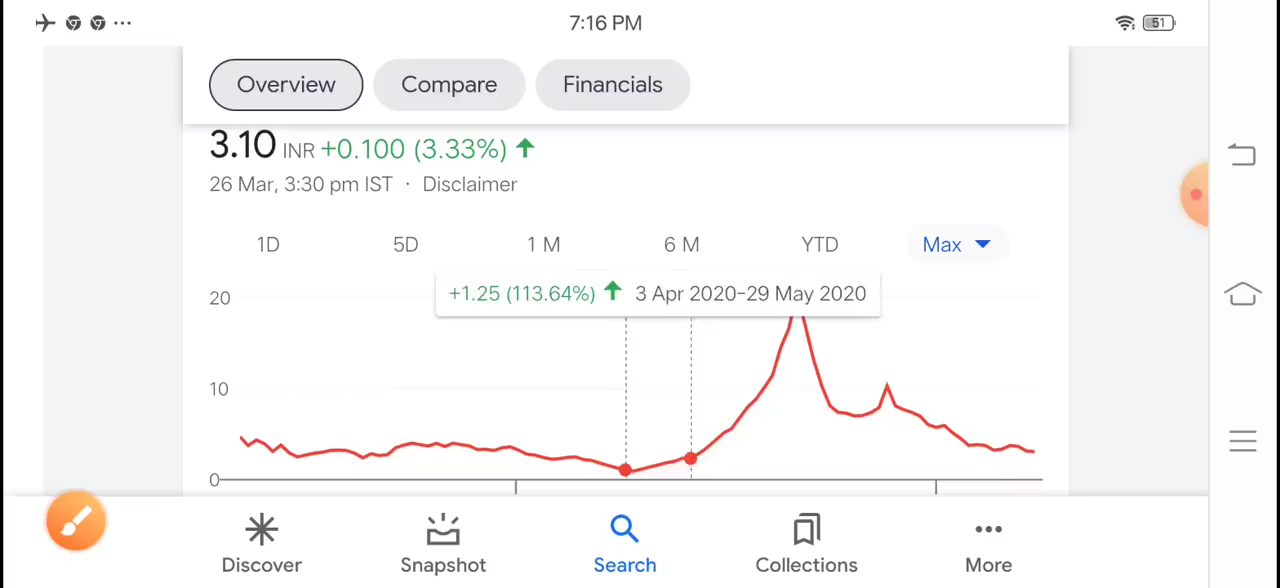 7:16 PM
51
Overview Compare Financials
3.10 INR +0.100 (3.33%)
26 Mar, 3:30 pm IST · Disclaimer
1D 5D 1 M 6 M YTD Max
+1.25 (113.64%) 3 Apr 2020–29 May 2020
20
10
0
Discover Snapshot Search Collections More